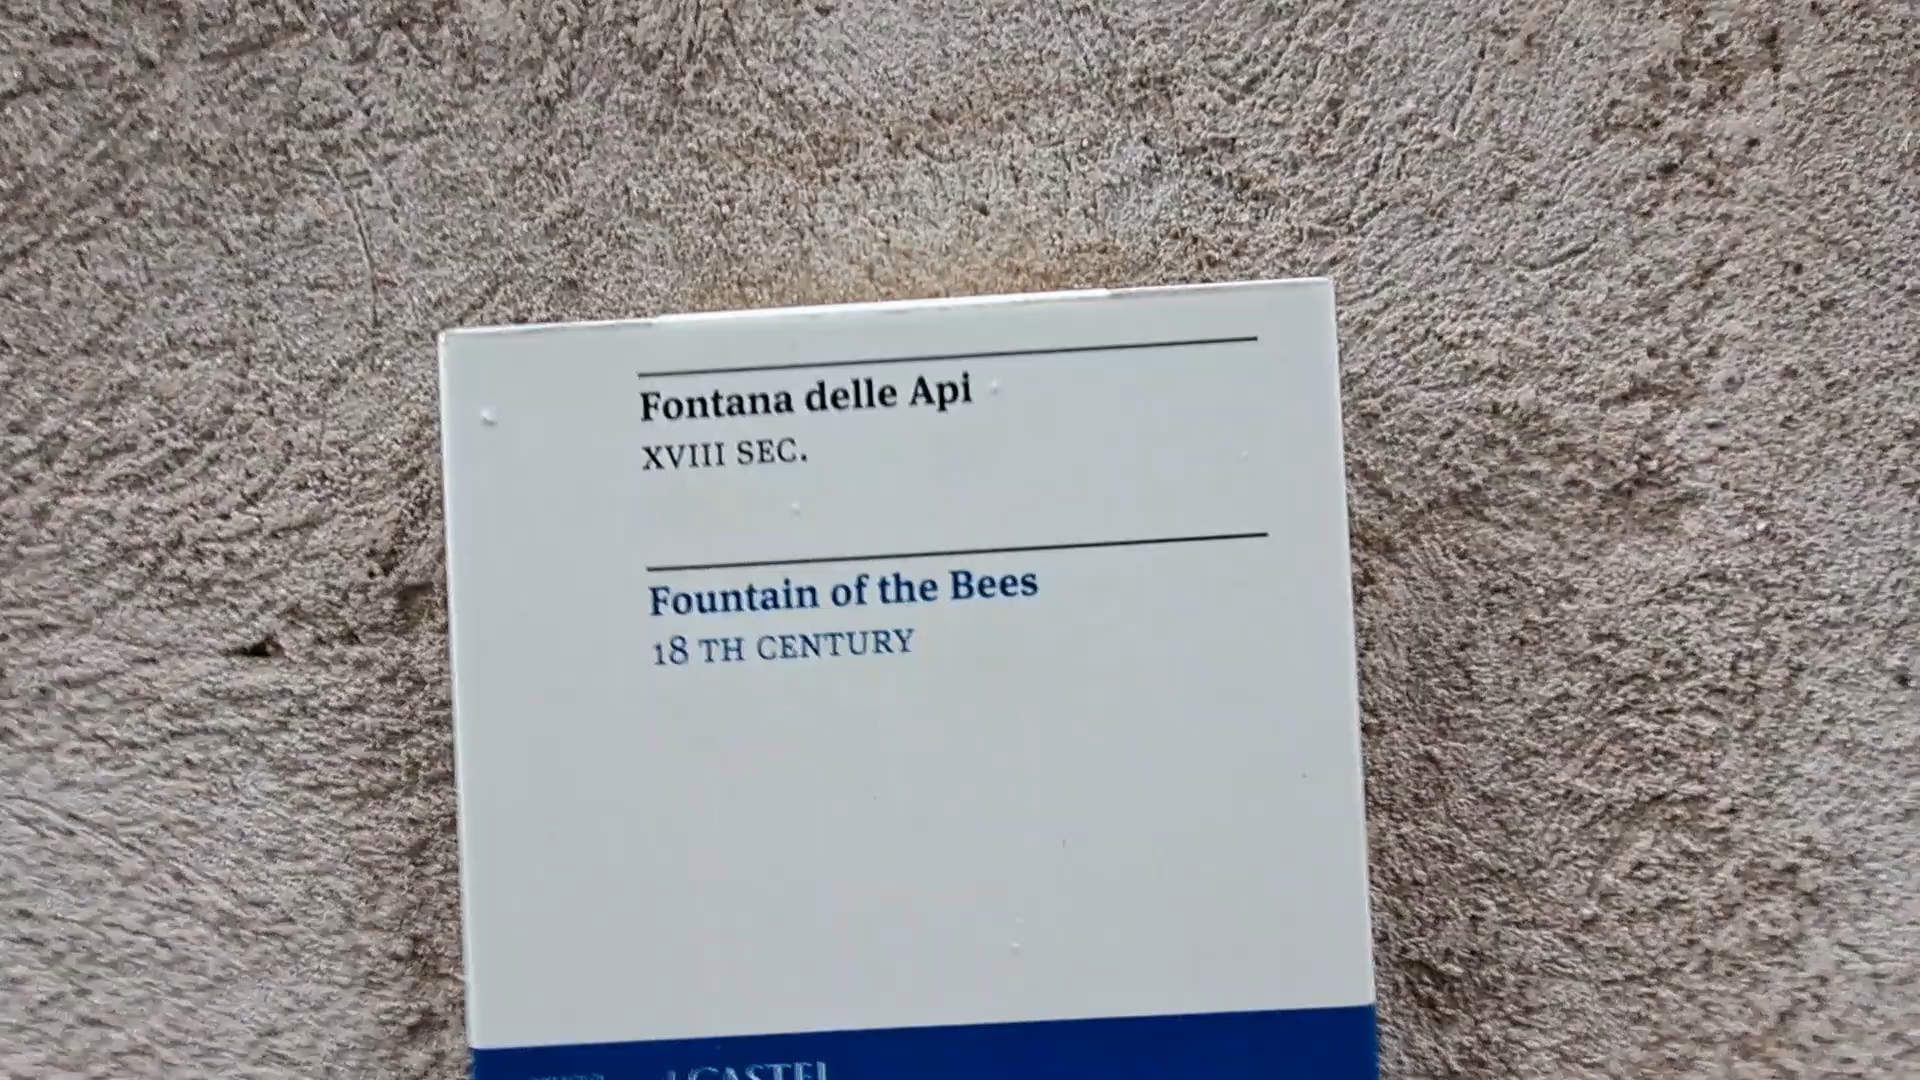 Fontana delle Api
XVIII SEC.
Fountain of the Bees
18 TH CENTURY